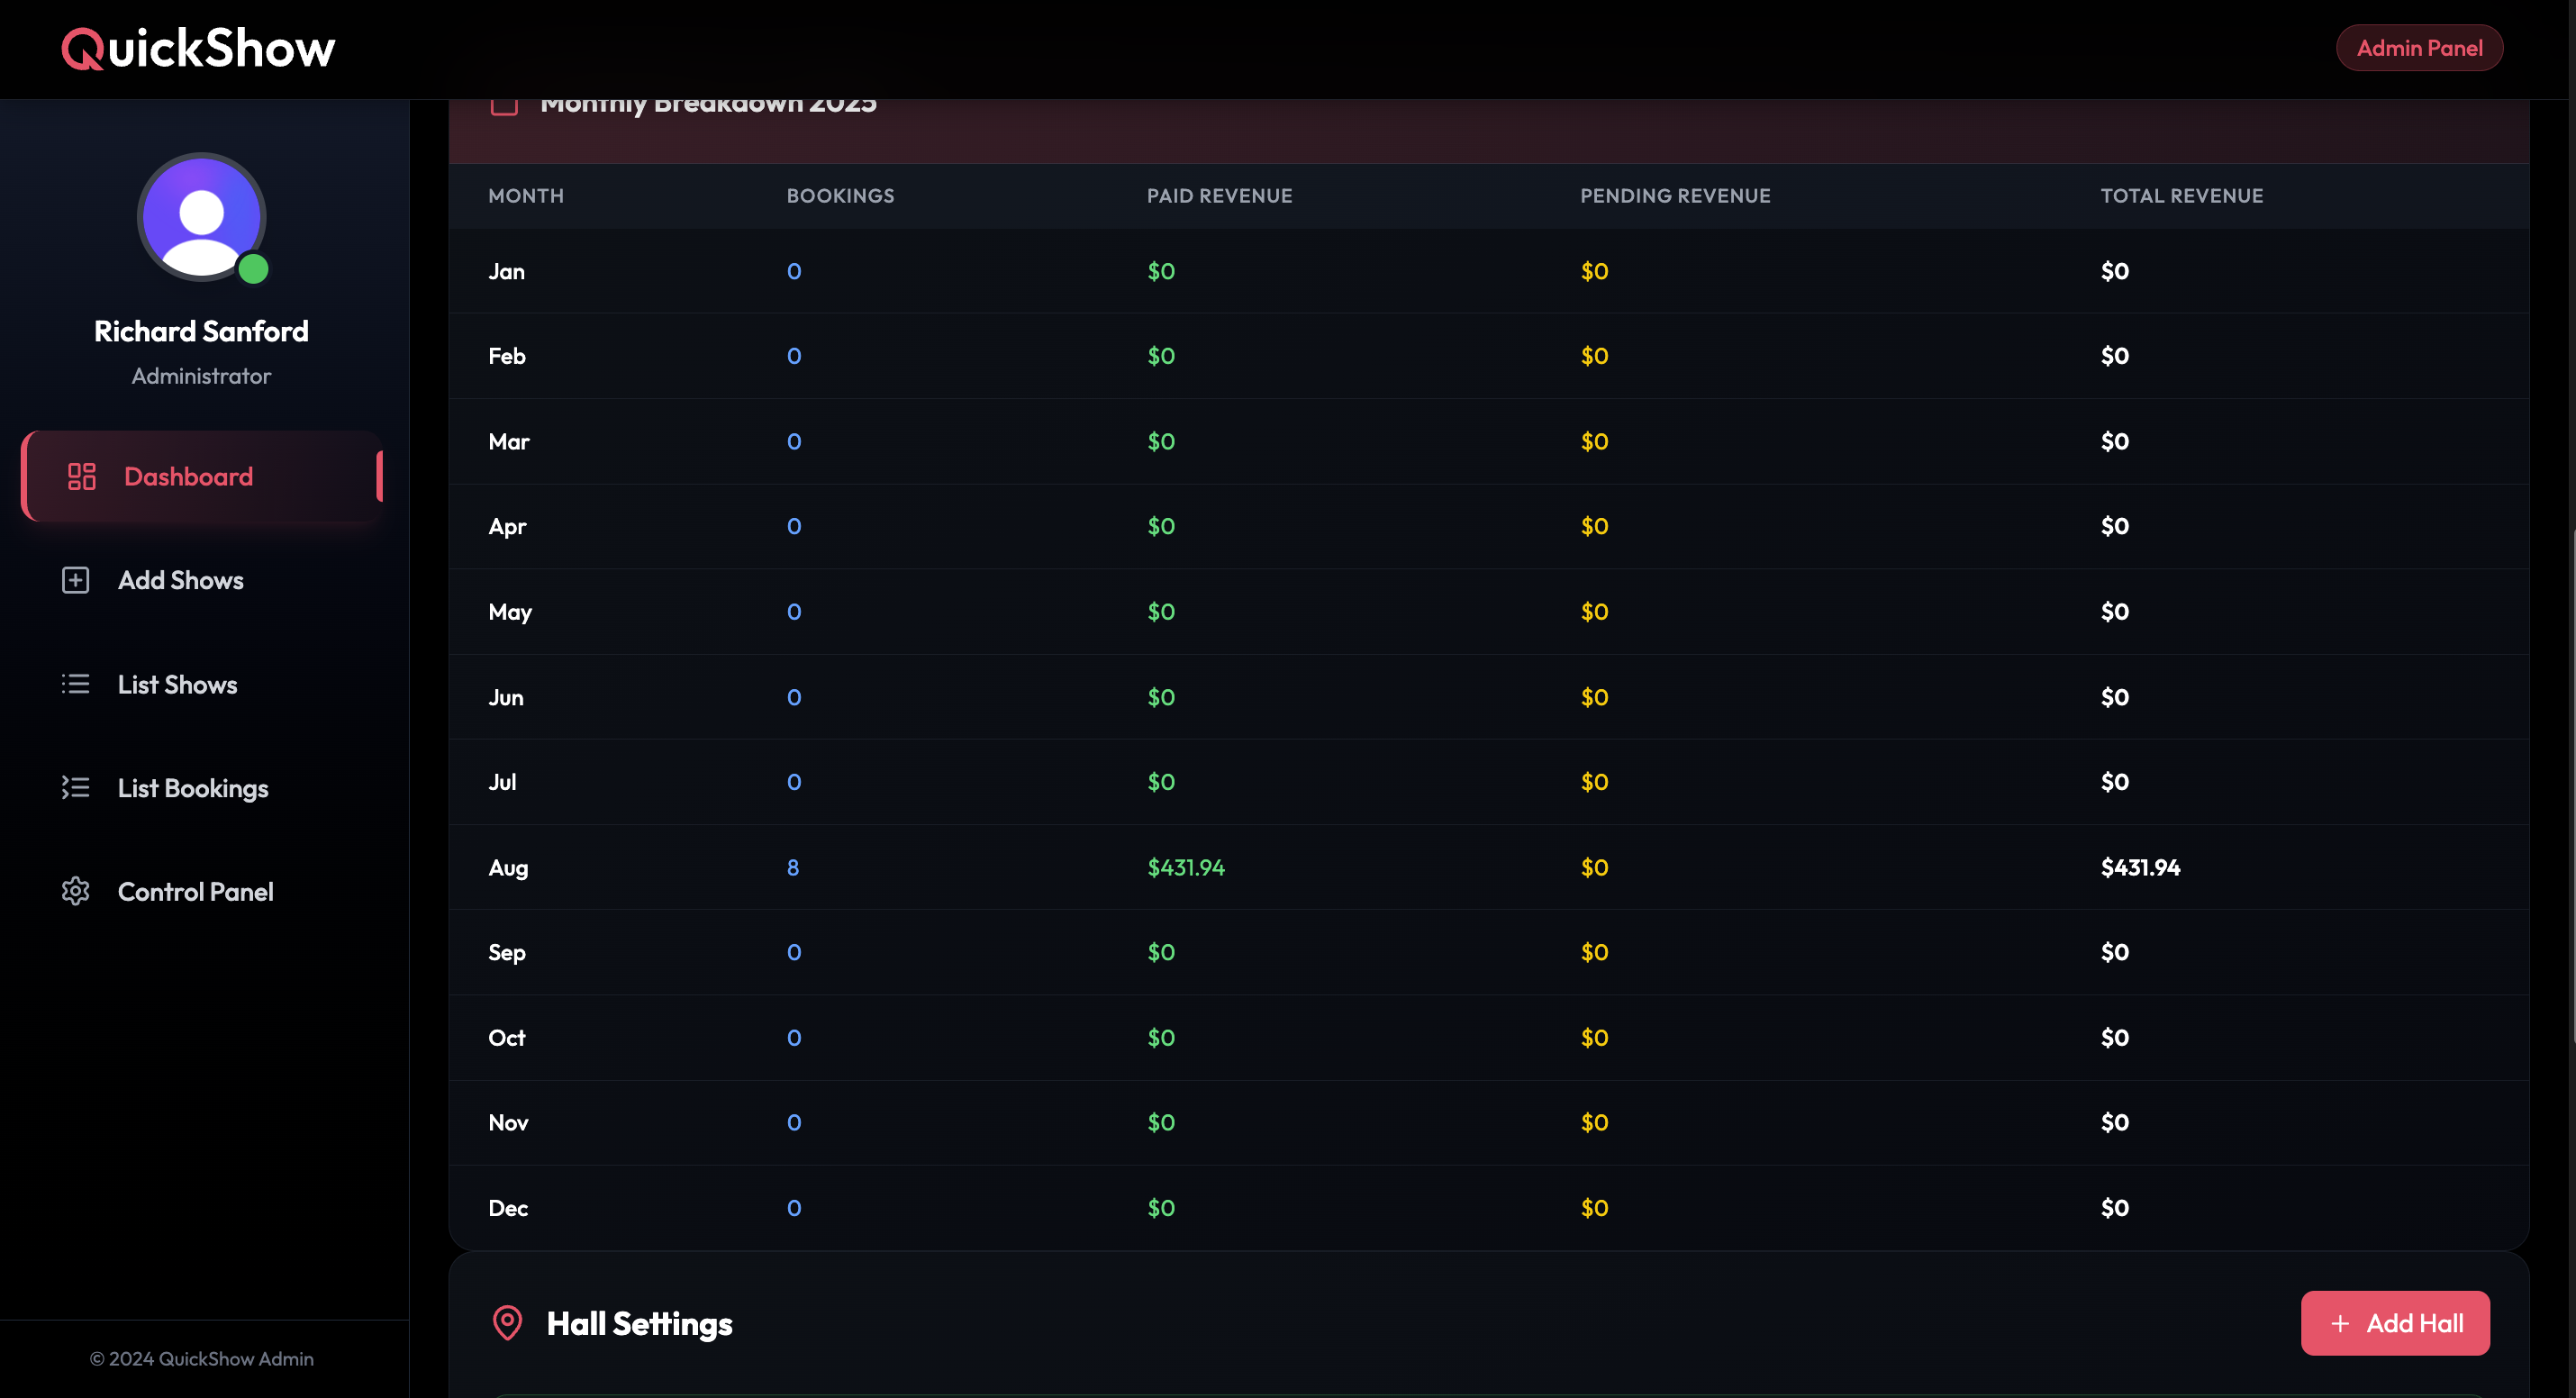 QuickShow
Admin Panel
Richard Sanford
Administrator
Dashboard
Add Shows
List Shows
List Bookings
Control Panel
© 2024 QuickShow Admin
Monthly Breakdown 2025
MONTH BOOKINGS PAID REVENUE PENDING REVENUE TOTAL REVENUE
Jan 0 $0 $0 $0
Feb 0 $0 $0 $0
Mar 0 $0 $0 $0
Apr 0 $0 $0 $0
May 0 $0 $0 $0
Jun 0 $0 $0 $0
Jul 0 $0 $0 $0
Aug 8 $431.94 $0 $431.94
Sep 0 $0 $0 $0
Oct 0 $0 $0 $0
Nov 0 $0 $0 $0
Dec 0 $0 $0 $0
Hall Settings
Add Hall